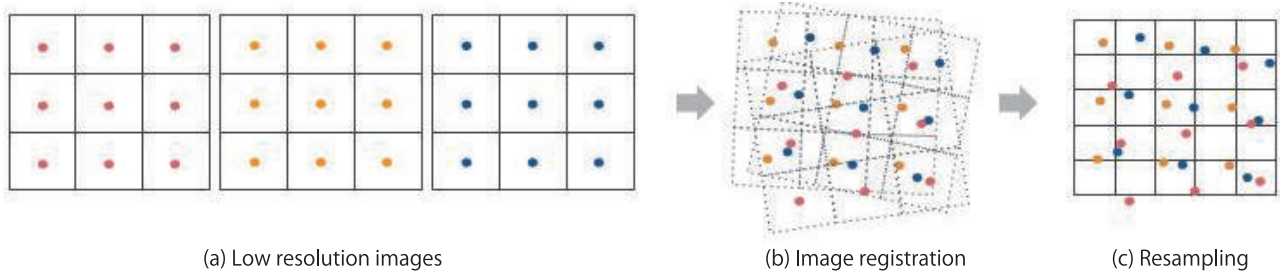 (a) Low resolution images
(b) Image registration
(c) Resampling